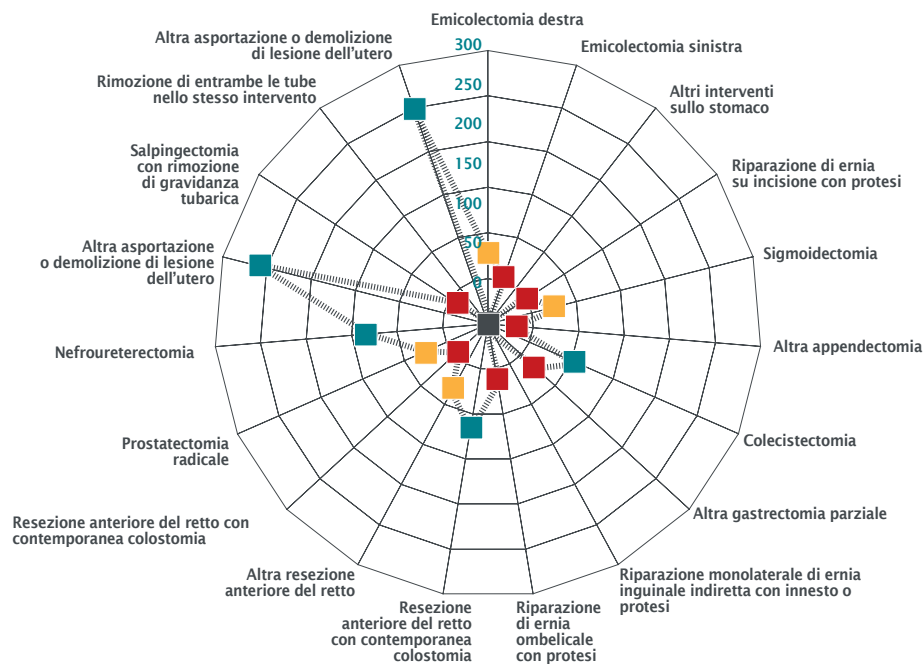 Emicolectomia destra
Emicolectomia sinistra
Altri interventi
sullo stomaco
Riparazione di ernia
su incisione con protesi
Sigmoidectomia
Altra appendectomia
Colecistectomia
Altra gastrectomia parziale
Riparazione monolaterale di ernia
inguinale indiretta con innesto o
protesi
Riparazione
di ernia
ombelicale
con protesi
Resezione
anteriore del retto
con contemporanea
colostomia
Altra resezione
anteriore del retto
Resezione anteriore del retto con
contemporanea colostomia
Prostatectomia
radicale
Nefroureterectomia
Altra asportazione
o demolizione di lesione
dell'utero
Salpingectomia
con rimozione
di gravidanza
tubarica
Rimozione di entrambe le tube
nello stesso intervento
Altra asportazione o demolizione
di lesione dell'utero
300
250
200
150
100
50
0